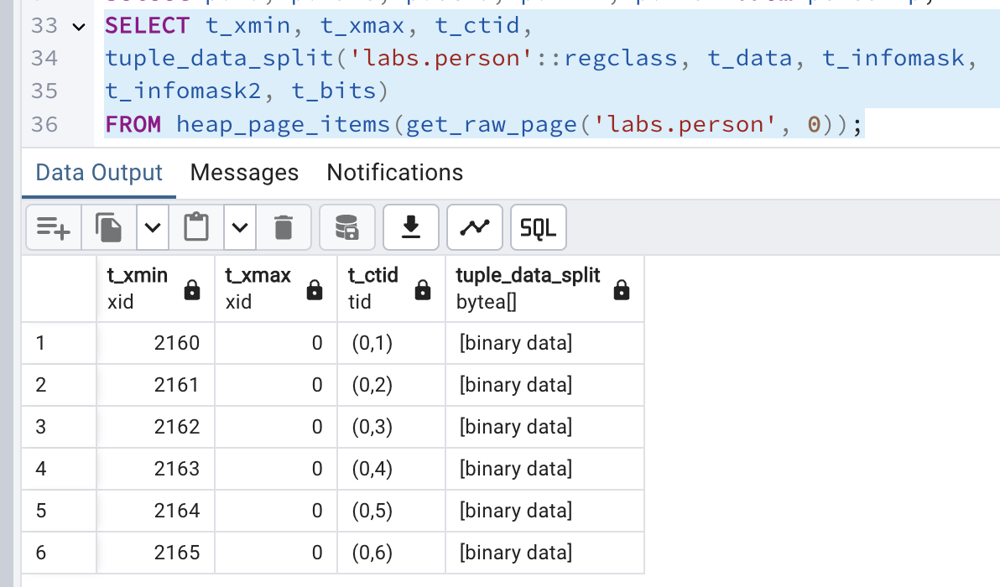 33 SELECT t_xmin, t_xmax, t_ctid,
34 tuple_data_split('labs.person'::regclass, t_data, t_infomask,
35 t_infomask2, t_bits)
36 FROM heap_page_items(get_raw_page('labs.person', 0));
Data Output Messages Notifications
SQL
t_xmin t_xmax t_ctid tuple_data_split
xid xid tid bytea[]
1 2160 0 (0,1) [binary data]
2 2161 0 (0,2) [binary data]
3 2162 0 (0,3) [binary data]
4 2163 0 (0,4) [binary data]
5 2164 0 (0,5) [binary data]
6 2165 0 (0,6) [binary data]